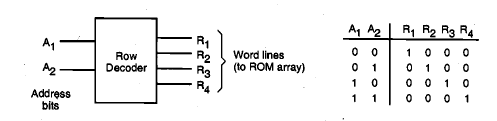 A1
A2
Address
bits
Row
Decoder
R1
R2
R3
R4
Word lines
(to ROM array)
A1 A2 R1 R2 R3 R4
0 0 1 0 0 0
0 1 0 1 0 0
1 0 0 0 1 0
1 1 0 0 0 1